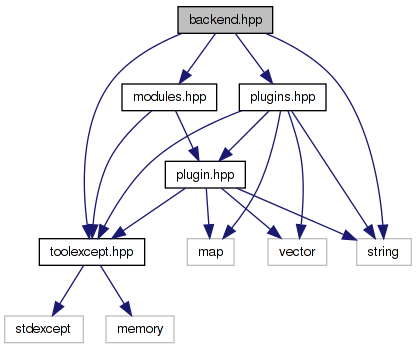 backend.hpp
modules.hpp
plugins.hpp
plugin.hpp
toolexcept.hpp
map
vector
string
stdexcept
memory